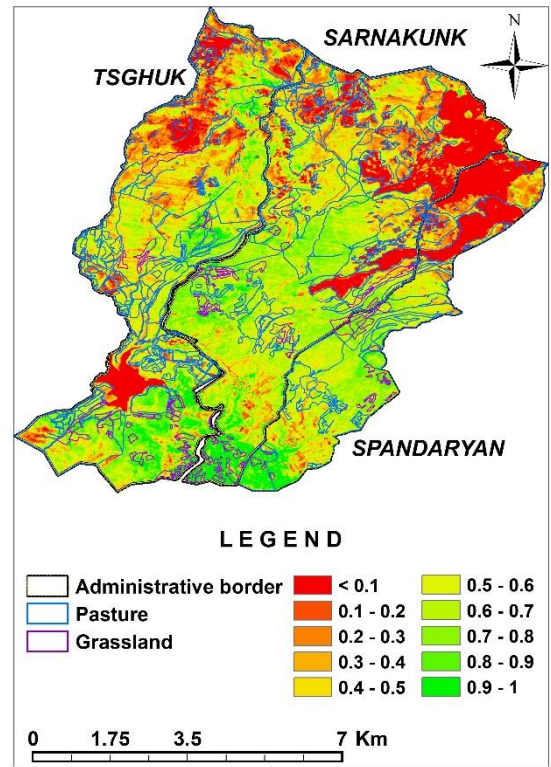 N
SARNAKUNK
TSGHUK
SPANDARYAN
LEGEND
Administrative border
Pasture
Grassland
< 0.1
0.1 - 0.2
0.2 - 0.3
0.3 - 0.4
0.4 - 0.5
0.5 - 0.6
0.6 - 0.7
0.7 - 0.8
0.8 - 0.9
0.9 - 1
0 1.75 3.5 7 Km